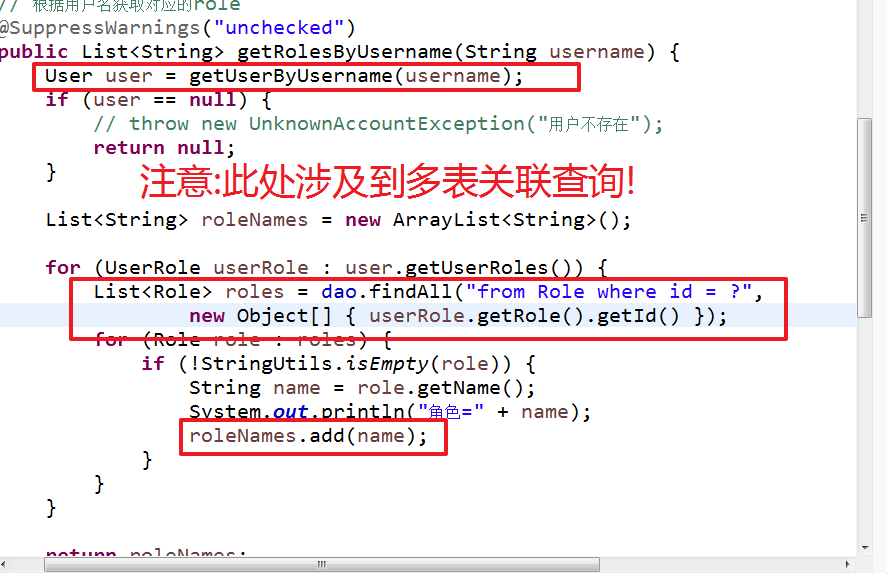 // 根据用户名获取对应的role
@SuppressWarnings("unchecked")
public List<String> getRolesByUsername(String username) {
User user = getUserByUsername(username);
if (user == null) {
// throw new UnknownAccountException("用户不存在");
return null;
}
注意:此处涉及到多表关联查询!
List<String> roleNames = new ArrayList<String>();
for (UserRole userRole : user.getUserRoles()) {
List<Role> roles = dao.findAll("from Role where id = ?",
new Object[] { userRole.getRole().getId() });
for (Role role : roles) {
if (!StringUtils.isEmpty(role)) {
String name = role.getName();
System.out.println("角色=" + name);
roleNames.add(name);
}
}
}
return roleNames;